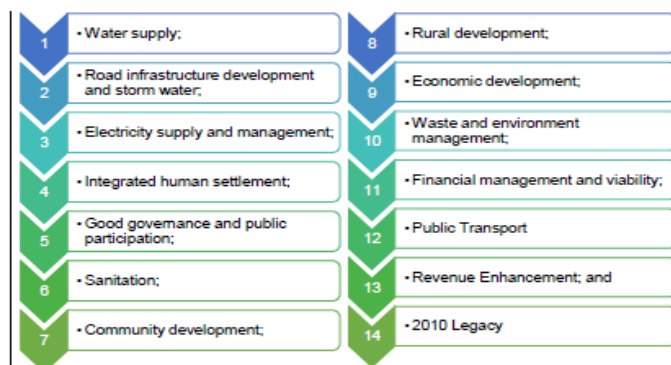 1
• Water supply;
2
• Road infrastructure development
and storm water;
3
• Electricity supply and management;
4
• Integrated human settlement;
5
• Good governance and public
participation;
6
• Sanitation;
7
• Community development;
8
• Rural development;
9
• Economic development;
10
• Waste and environment
management;
11
• Financial management and viability;
12
• Public Transport
13
• Revenue Enhancement; and
14
• 2010 Legacy